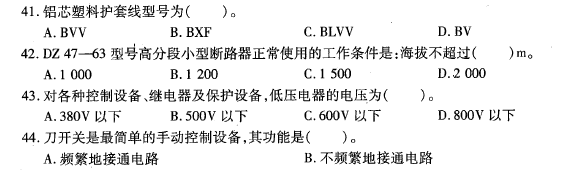 41.铝芯塑料护套线型号为(　　)。
A. BVV　　B. BXF　　C. BLVV　　D. BV
42. DZ 47—63 型号高分段小型断路器正常使用的工作条件是:海拔不超过(　　)m。
A. 1 000　　B. 1 200　　C. 1 500　　D. 2 000
43.对各种控制设备、继电器及保护设备,低压电器的电压为(　　)。
A. 380V 以下　　B. 500V 以下　　C. 600V 以下　　D. 800V 以下
44.刀开关是最简单的手动控制设备,其功能是(　　)。
A. 频繁地接通电路　　B. 不频繁地接通电路